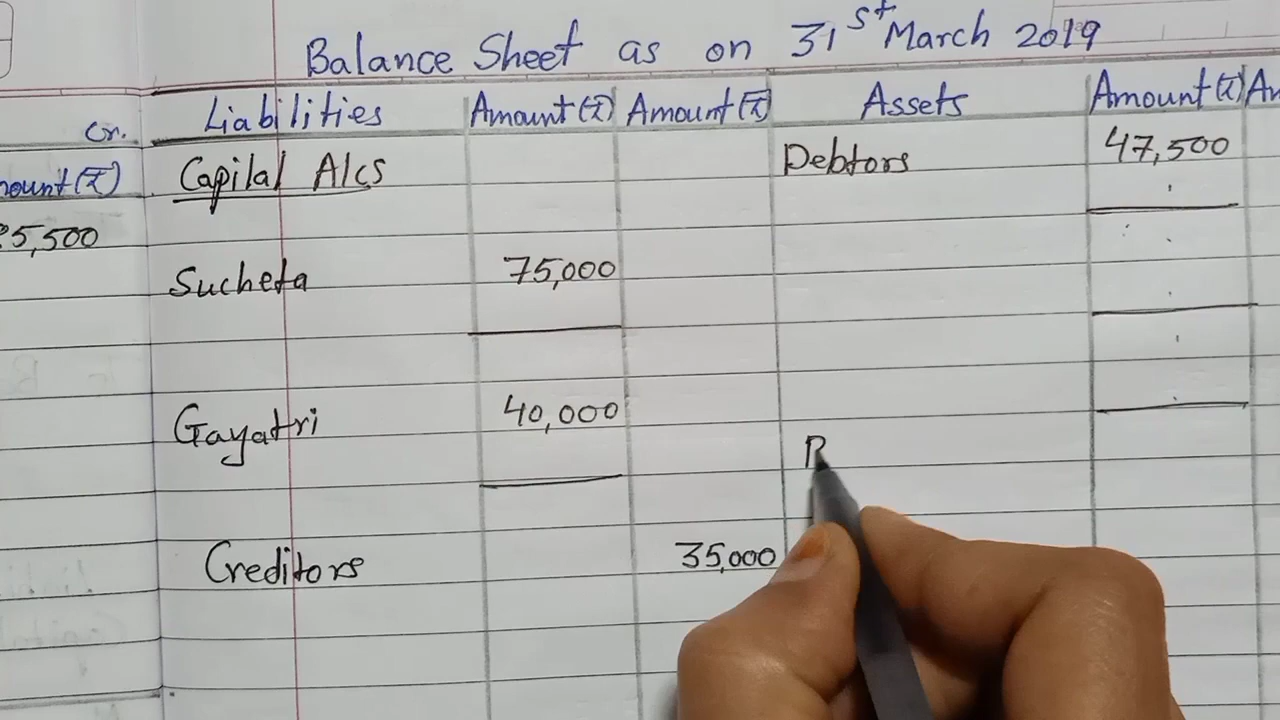 Balance Sheet as on 31st March 2019
Cr. Liabilities Amount (₹) Amount (₹) Assets Amount (₹)
Capital A/cs Debtors 47,500
5,500
Sucheta 75,000
Gayatri 40,000
Creditors 35,000